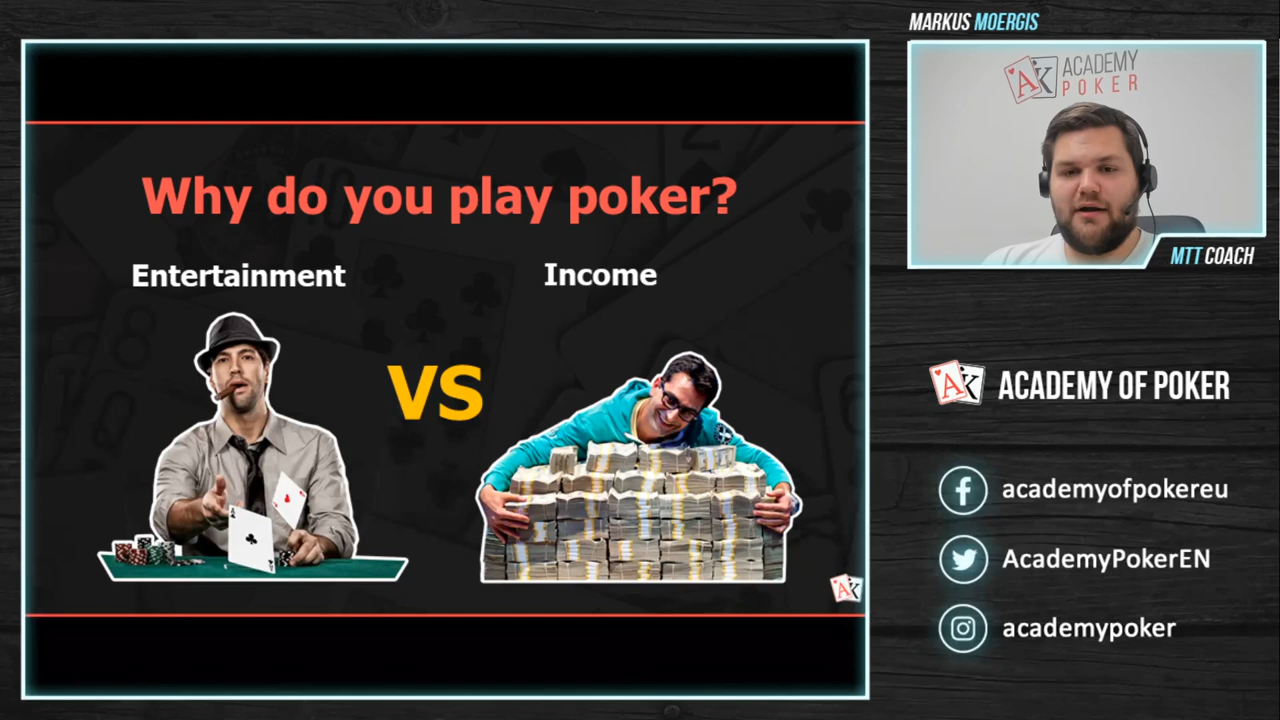 MARKUS MOERGIS
ACADEMY
POKER
MTT COACH
Why do you play poker?
Entertainment
Income
VS
ACADEMY OF POKER
academyofpokereu
AcademyPokerEN
academypoker